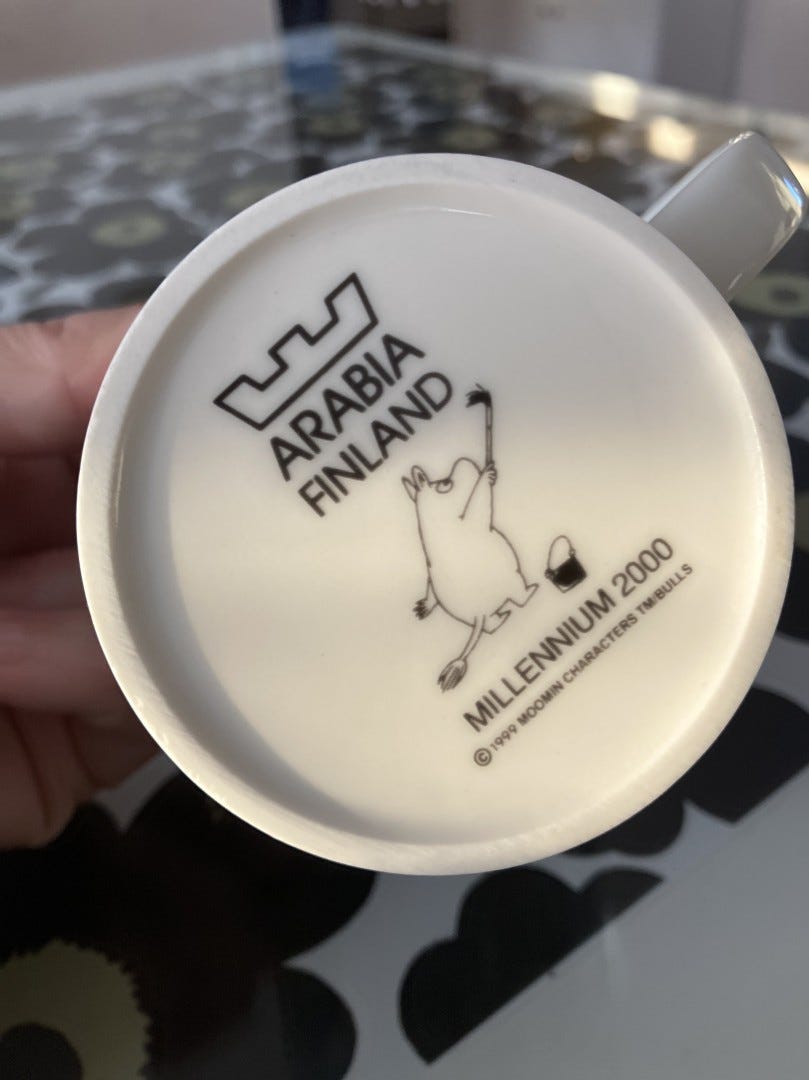 ARABIA
FINLAND
MILLENNIUM 2000
© 1999 MOOMIN CHARACTERS TM/BULLS